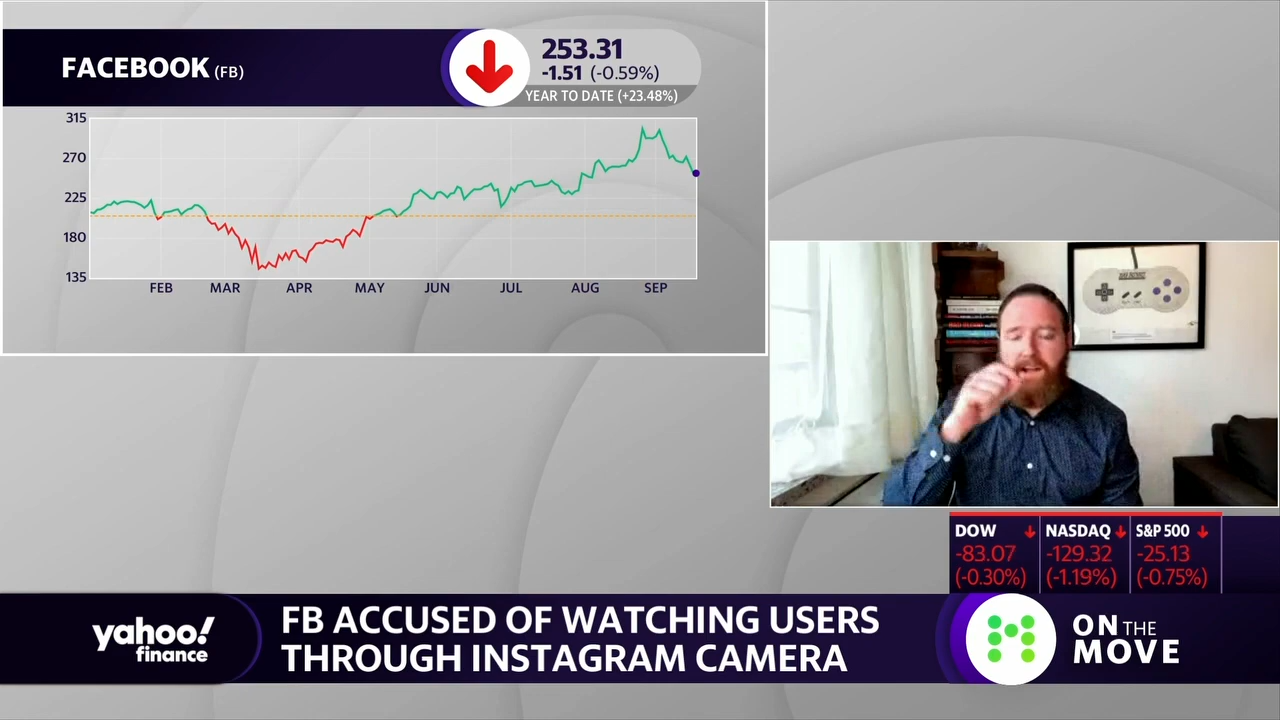 FACEBOOK (FB)
253.31
-1.51 (-0.59%)
YEAR TO DATE (+23.48%)
315
270
225
180
135
FEB MAR APR MAY JUN JUL AUG SEP
DOW NASDAQ S&P 500
-83.07 -129.32 -25.13
(-0.30%) (-1.19%) (-0.75%)
yahoo!
finance
FB ACCUSED OF WATCHING USERS
THROUGH INSTAGRAM CAMERA
ON THE
MOVE